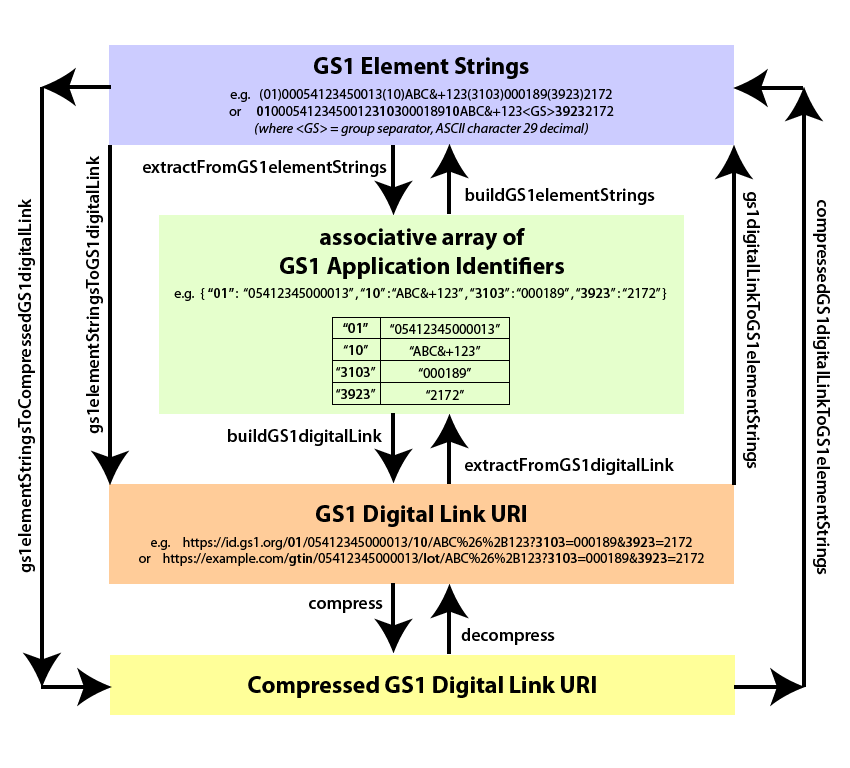 GS1 Element Strings
e.g. (01)00054123450013(10)ABC&+123(3103)000189(3923)2172
or 0100054123450012310300018910ABC&+123<GS>39232172
(where <GS> = group separator, ASCII character 29 decimal)
extractFromGS1elementStrings
buildGS1elementStrings
gs1elementStringsToCompressedGS1digitalLink
gs1elementStringsToGS1digitalLink
gs1digitalLinkToGS1elementStrings
compressedGS1digitalLinkToGS1elementStrings
associative array of
GS1 Application Identifiers
e.g. { “01” : “05412345000013” , “10” : “ABC&+123” , “3103” : “000189” , “3923” : “2172” }
“01” “05412345000013”
“10” “ABC&+123”
“3103” “000189”
“3923” “2172”
buildGS1digitalLink
extractFromGS1digitalLink
GS1 Digital Link URI
e.g. https://id.gs1.org/01/05412345000013/10/ABC%26%2B123?3103=000189&3923=2172
or https://example.com/gtin/05412345000013/lot/ABC%26%2B123?3103=000189&3923=2172
compress
decompress
Compressed GS1 Digital Link URI